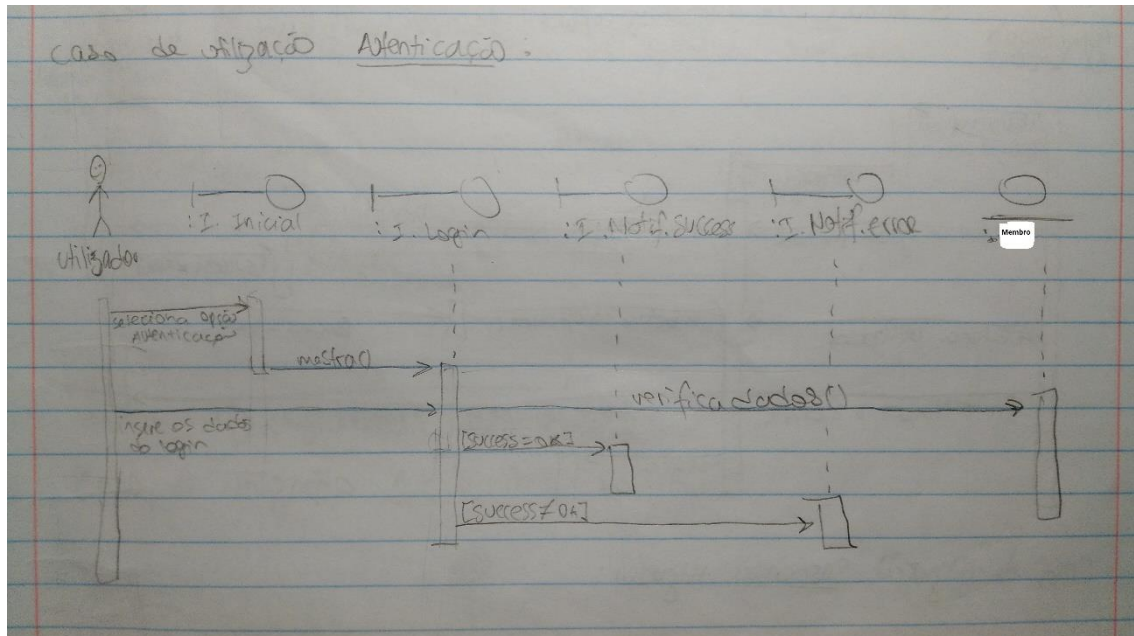 caso de utilização Autenticação:
:I. Inicial
:I. Login
:I. Notif. success
:I. Notif. error
: Membro
Utilizador
seleciona opção
Autenticação
mostra()
insere os dados
do login
verifica dados()
[success=ok]
[success≠ok]